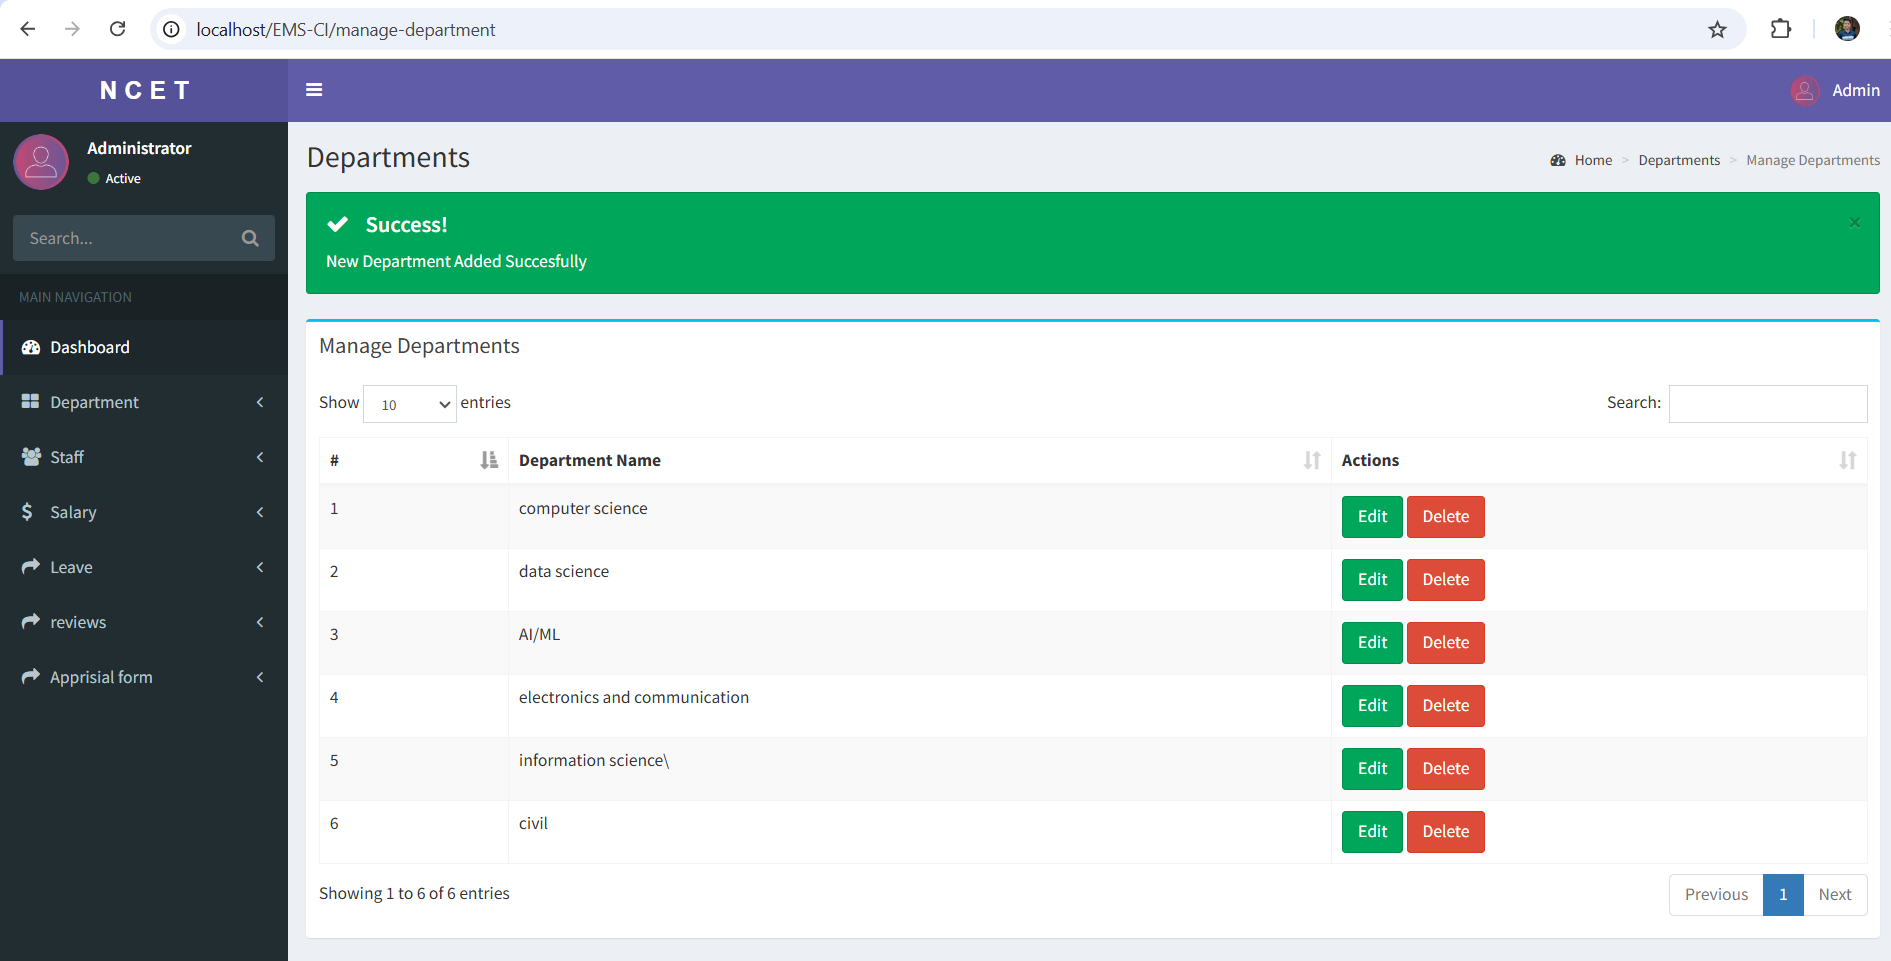 localhost/EMS-CI/manage-department
NCET
Admin
Administrator
Active
Search...
MAIN NAVIGATION
Dashboard
Department
Staff
Salary
Leave
reviews
Apprisial form
Departments
Home > Departments > Manage Departments
Success!
×
New Department Added Succesfully
Manage Departments
Show 10 entries
Search:
# Department Name Actions
1 computer science Edit Delete
2 data science Edit Delete
3 AI/ML Edit Delete
4 electronics and communication Edit Delete
5 information science\ Edit Delete
6 civil Edit Delete
Showing 1 to 6 of 6 entries
Previous 1 Next